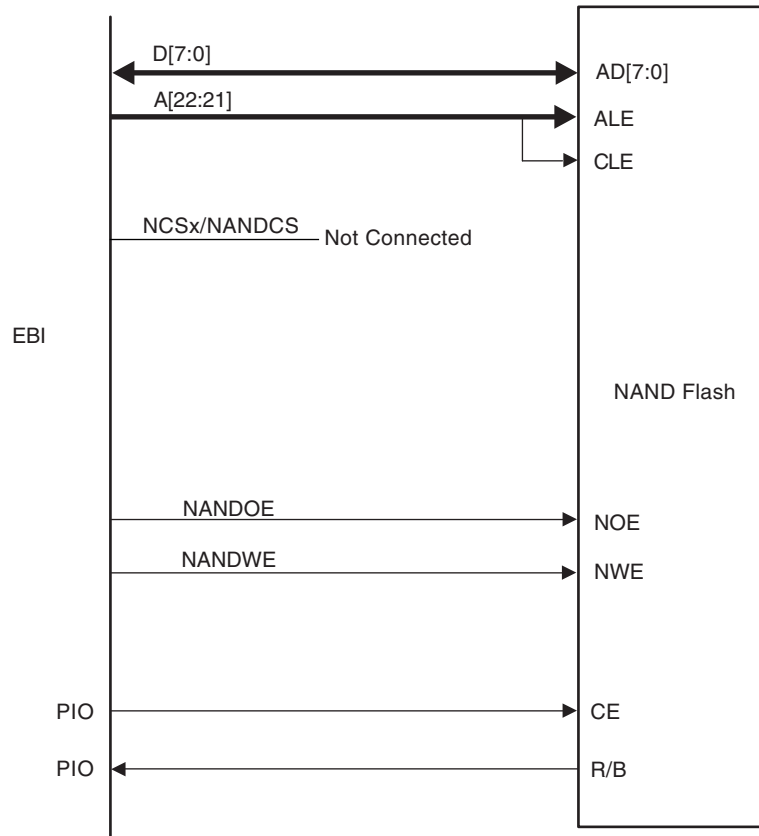 D[7:0]
AD[7:0]
A[22:21]
ALE
CLE
NCSx/NANDCS
Not Connected
EBI
NAND Flash
NANDOE
NOE
NANDWE
NWE
PIO
CE
PIO
R/B